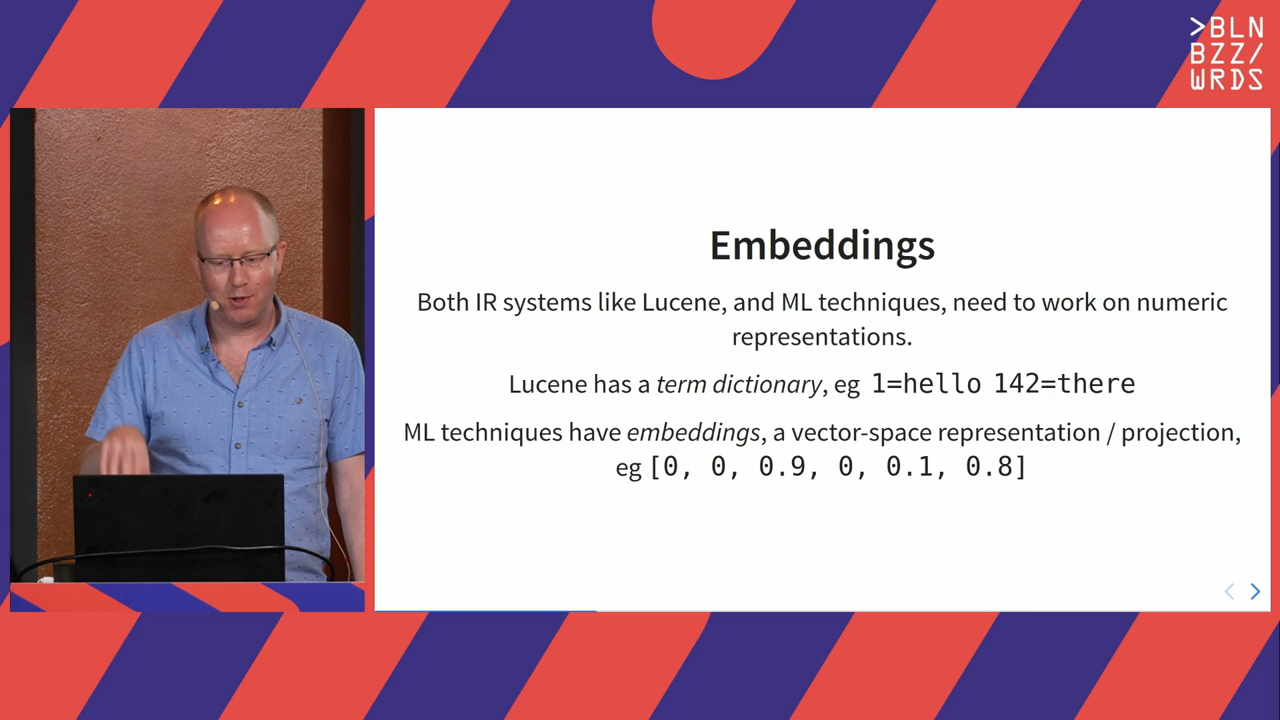 >BLN
BZZ/
WRDS
Embeddings
Both IR systems like Lucene, and ML techniques, need to work on numeric
representations.
Lucene has a term dictionary, eg 1=hello 142=there
ML techniques have embeddings, a vector-space representation / projection,
eg [0, 0, 0.9, 0, 0.1, 0.8]